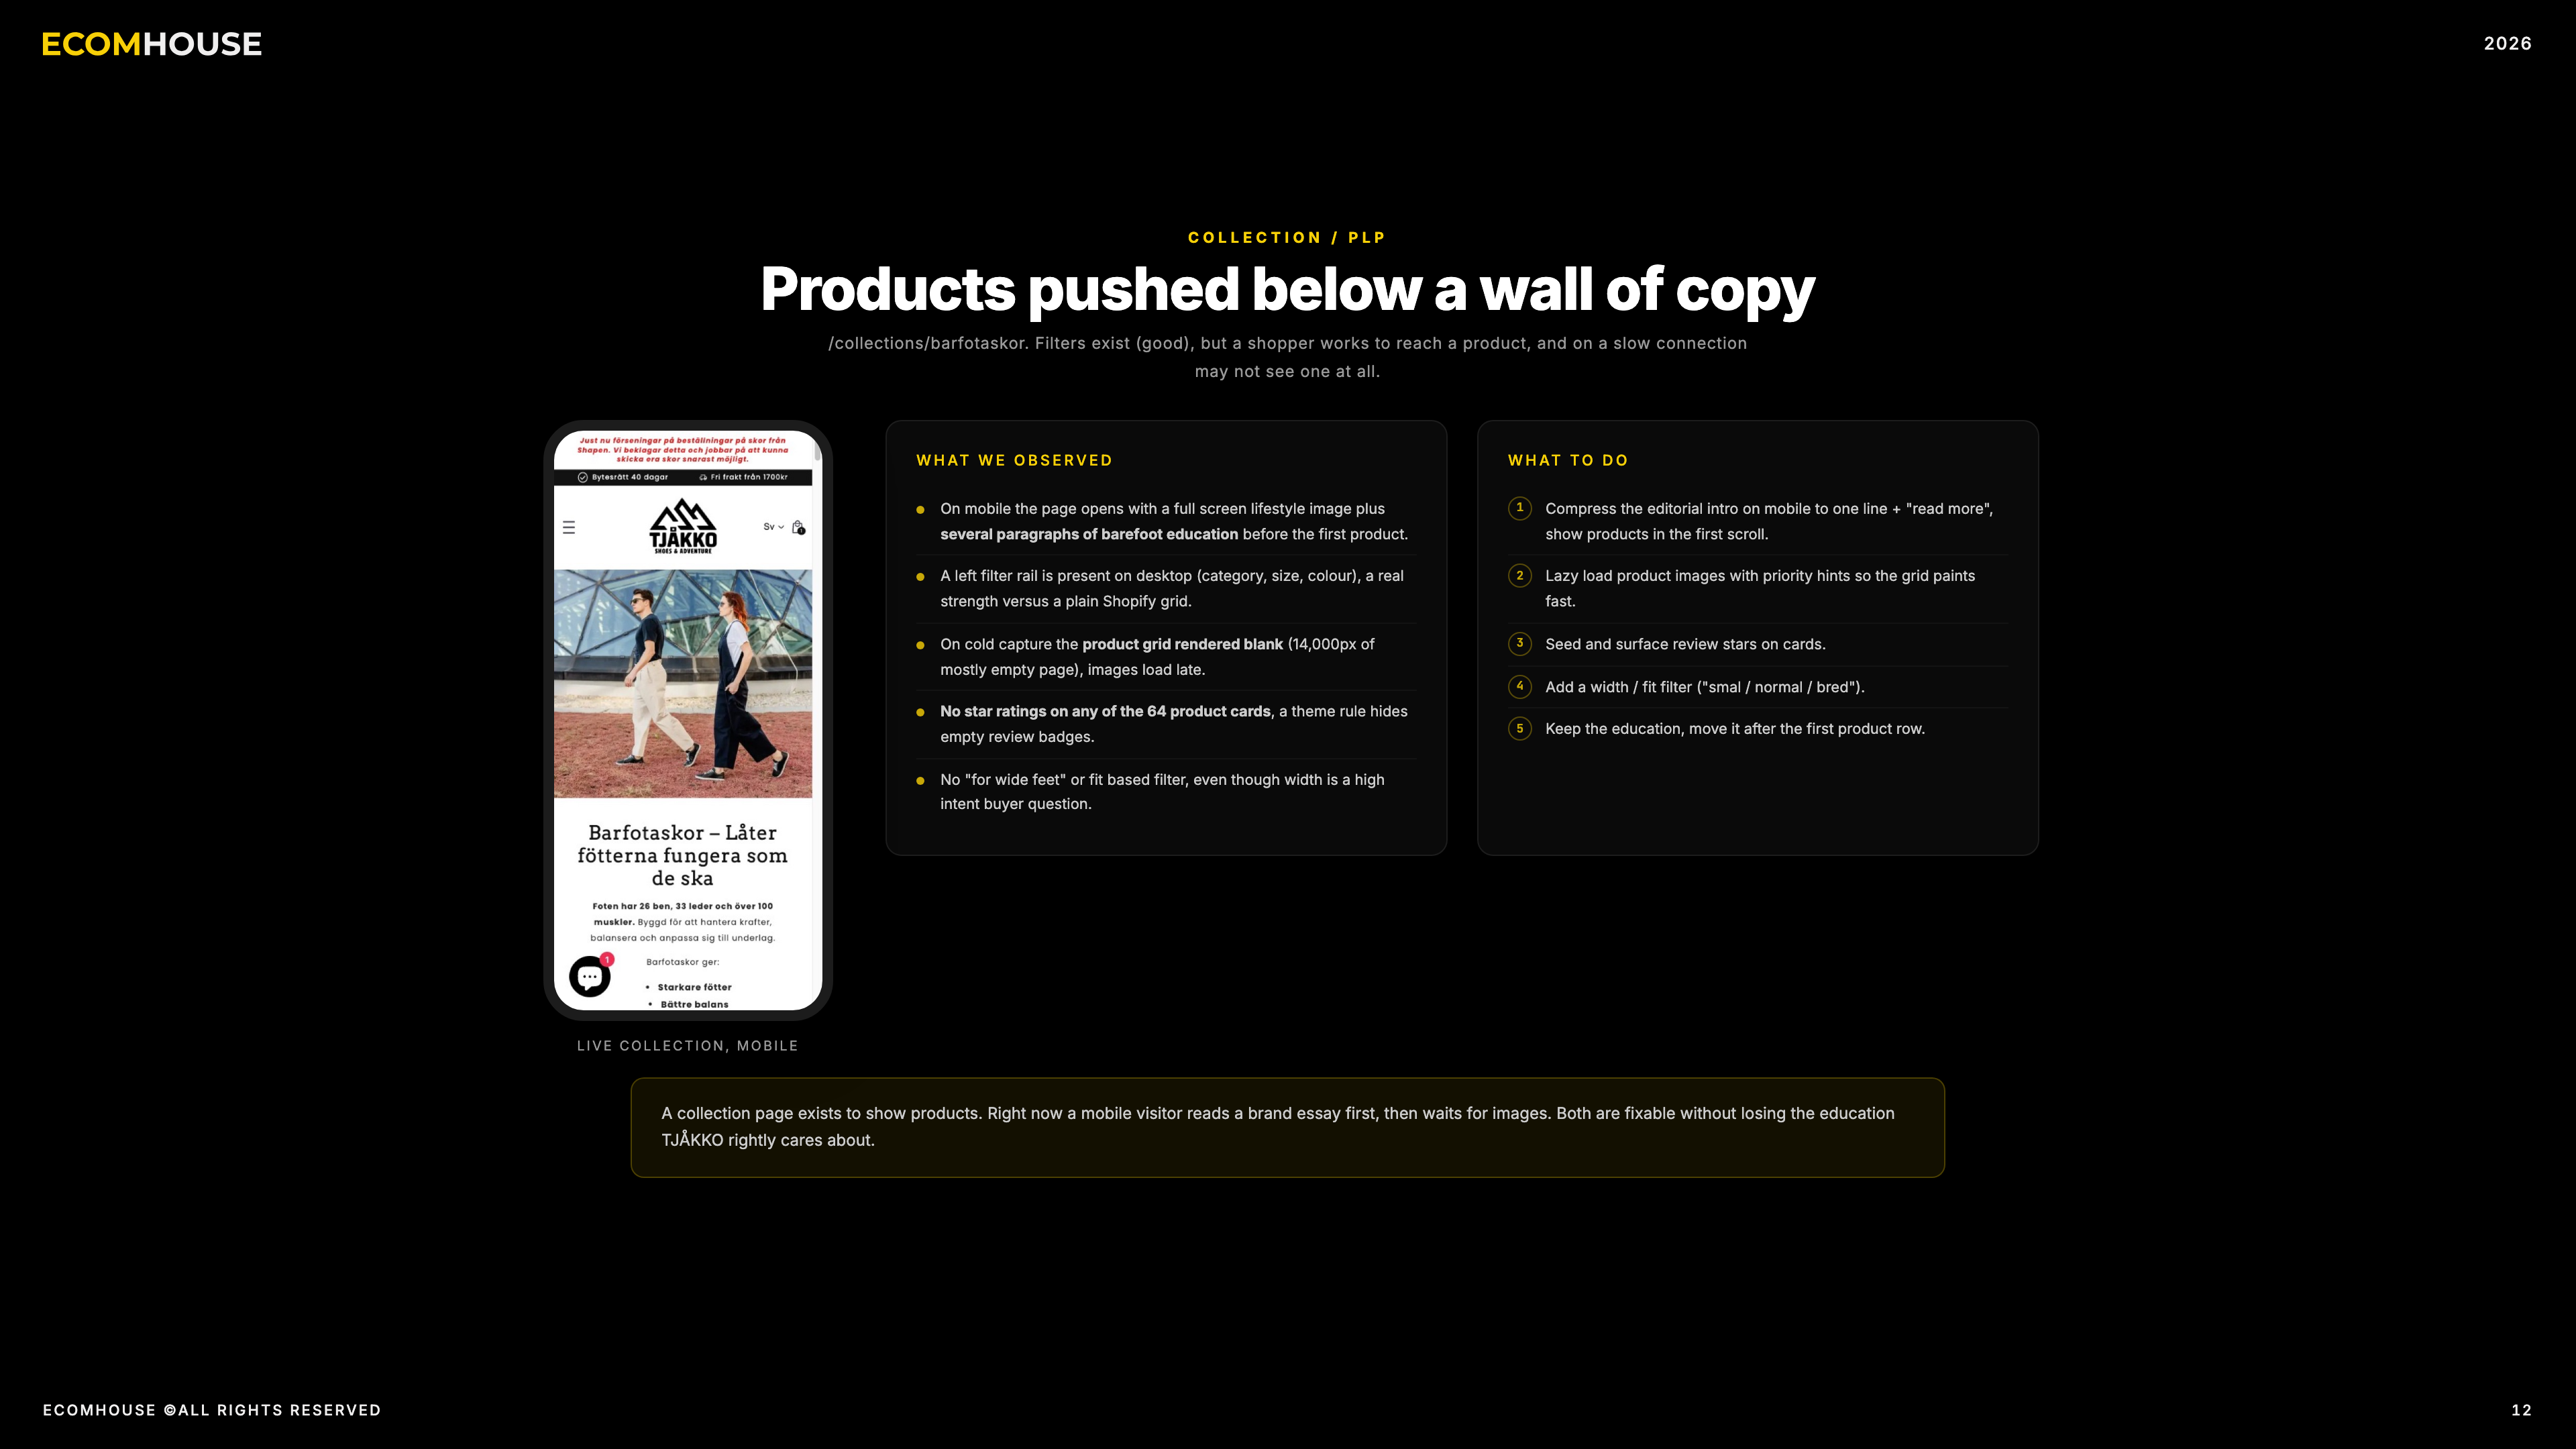 ECOMHOUSE
2026
COLLECTION / PLP
Products pushed below a wall of copy
/collections/barfotaskor. Filters exist (good), but a shopper works to reach a product, and on a slow connection
may not see one at all.
Just nu förseningar på beställningar på skor från
Shapen. Vi beklagar detta och jobbar på att kunna
skicka era skor snarast möjligt.
Bytesrätt 40 dagar
Fri frakt från 1700kr
TJÅKKO
SHOES & ADVENTURE
Sv
1
Barfotaskor – Låter
fötterna fungera som
de ska
Foten har 26 ben, 33 leder och över 100
muskler. Byggd för att hantera krafter,
balansera och anpassa sig till underlag.
Barfotaskor ger:
• Starkare fötter
• Bättre balans
1
LIVE COLLECTION, MOBILE
WHAT WE OBSERVED
On mobile the page opens with a full screen lifestyle image plus
several paragraphs of barefoot education before the first product.
A left filter rail is present on desktop (category, size, colour), a real
strength versus a plain Shopify grid.
On cold capture the product grid rendered blank (14,000px of
mostly empty page), images load late.
No star ratings on any of the 64 product cards, a theme rule hides
empty review badges.
No "for wide feet" or fit based filter, even though width is a high
intent buyer question.
WHAT TO DO
1 Compress the editorial intro on mobile to one line + "read more",
show products in the first scroll.
2 Lazy load product images with priority hints so the grid paints
fast.
3 Seed and surface review stars on cards.
4 Add a width / fit filter ("smal / normal / bred").
5 Keep the education, move it after the first product row.
A collection page exists to show products. Right now a mobile visitor reads a brand essay first, then waits for images. Both are fixable without losing the education
TJÅKKO rightly cares about.
ECOMHOUSE ©ALL RIGHTS RESERVED
12